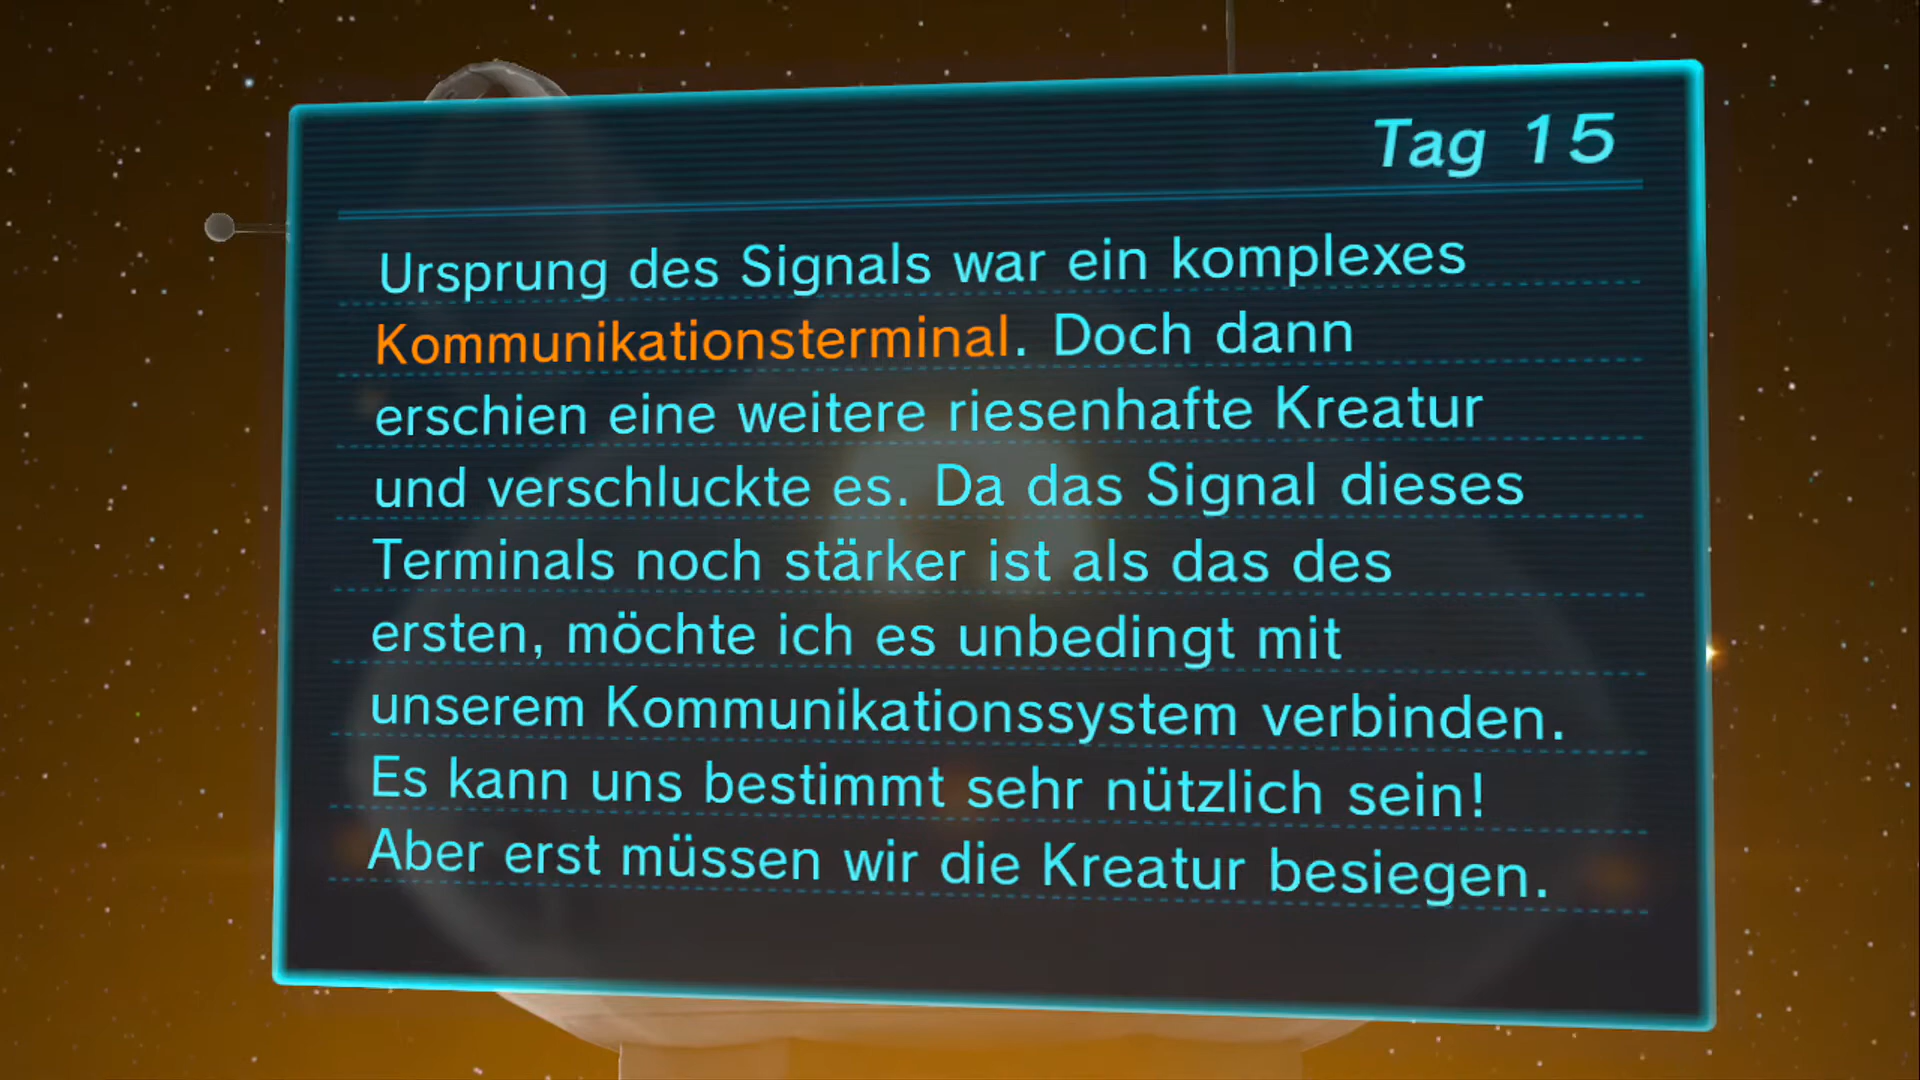 Tag 15
Ursprung des Signals war ein komplexes
Kommunikationsterminal. Doch dann
erschien eine weitere riesenhafte Kreatur
und verschluckte es. Da das Signal dieses
Terminals noch stärker ist als das des
ersten, möchte ich es unbedingt mit
unserem Kommunikationssystem verbinden.
Es kann uns bestimmt sehr nützlich sein!
Aber erst müssen wir die Kreatur besiegen.